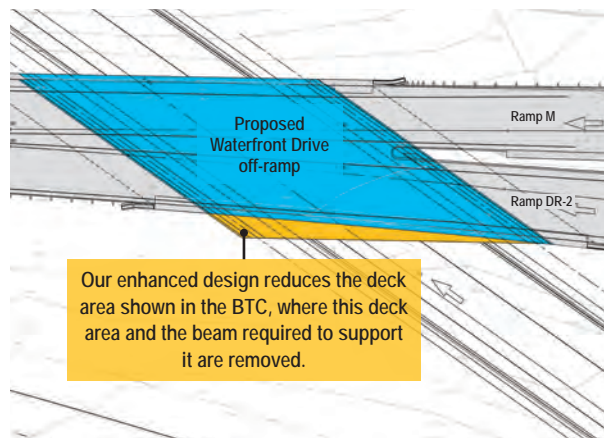 Ramp M
Proposed
Waterfront Drive
off-ramp
Ramp DR-2
Our enhanced design reduces the deck
area shown in the BTC, where this deck
area and the beam required to support
it are removed.